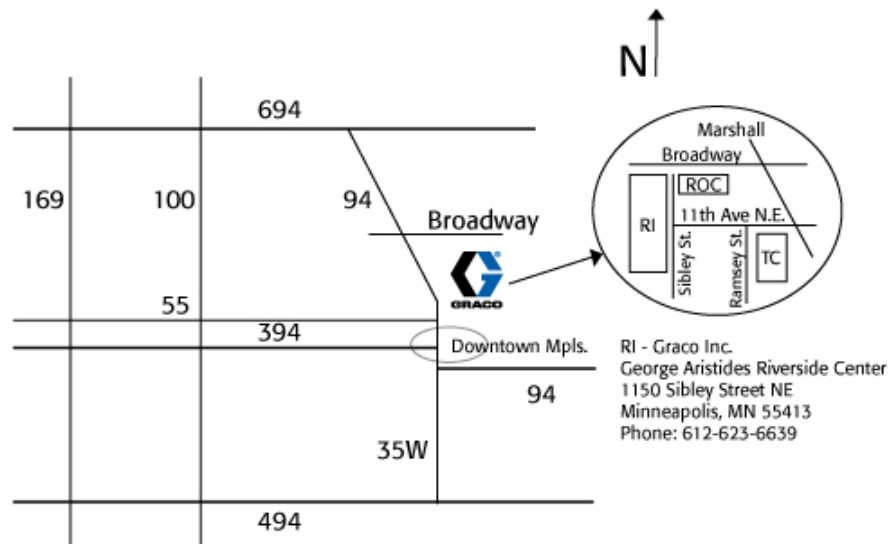 N
694
Marshall
Broadway
ROC
169
100
94
RI
11th Ave N.E.
Broadway
Sibley St.
Ramsey St.
TC
GRACO
55
394
Downtown Mpls.
94
35W
494
RI - Graco Inc.
George Aristides Riverside Center
1150 Sibley Street NE
Minneapolis, MN 55413
Phone: 612-623-6639